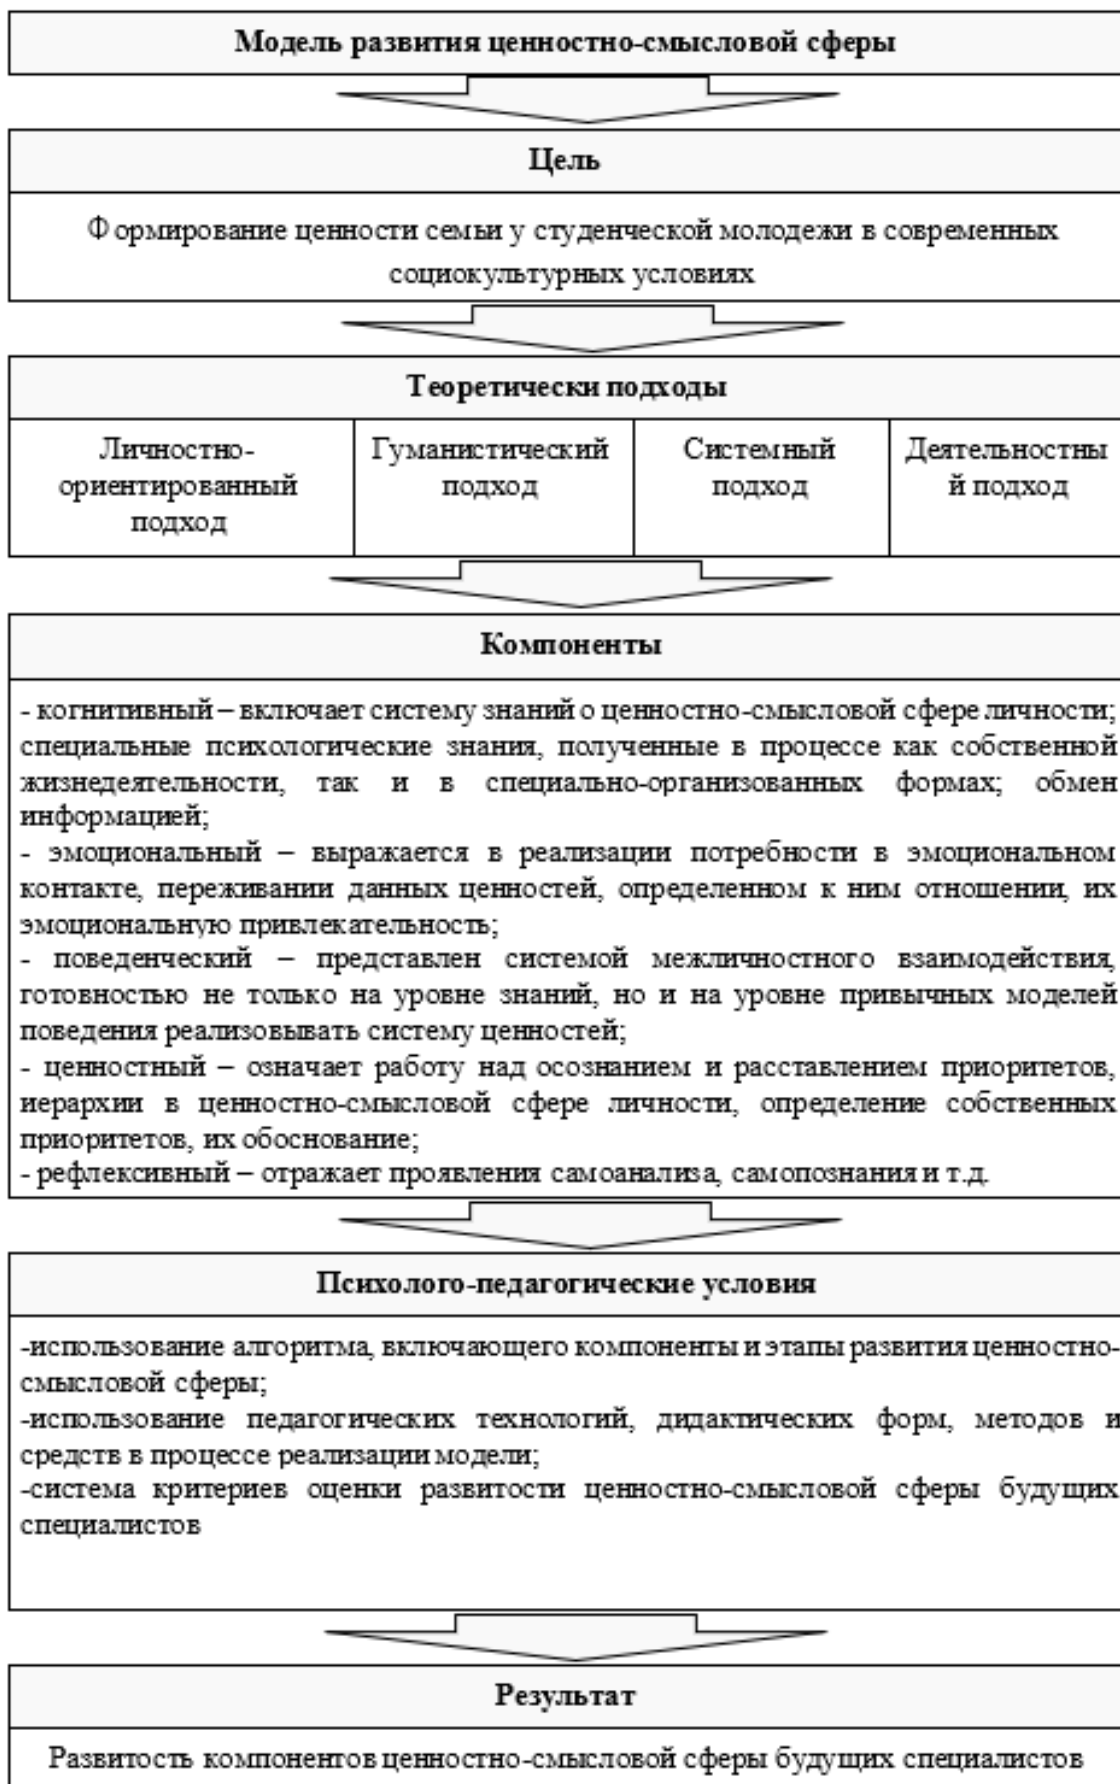 Модель развития ценностно-смысловой сферы
Цель
Формирование ценности семьи у студенческой молодежи в современных
социокультурных условиях
Теоретически подходы
Личностно-
ориентированный
подход
Гуманистический
подход
Системный
подход
Деятельностны
й подход
Компоненты
- когнитивный – включает систему знаний о ценностно-смысловой сфере личности;
специальные психологические знания, полученные в процессе как собственной
жизнедеятельности, так и в специально-организованных формах; обмен
информацией;
- эмоциональный – выражается в реализации потребности в эмоциональном
контакте, переживании данных ценностей, определенном к ним отношении, их
эмоциональную привлекательность;
- поведенческий – представлен системой межличностного взаимодействия,
готовностью не только на уровне знаний, но и на уровне привычных моделей
поведения реализовывать систему ценностей;
- ценностный – означает работу над осознанием и расставлением приоритетов,
иерархии в ценностно-смысловой сфере личности, определение собственных
приоритетов, их обоснование;
- рефлексивный – отражает проявления самоанализа, самопознания и т.д.
Психолого-педагогические условия
-использование алгоритма, включающего компоненты и этапы развития ценностно-
смысловой сферы;
-использование педагогических технологий, дидактических форм, методов и
средств в процессе реализации модели;
-система критериев оценки развитости ценностно-смысловой сферы будущих
специалистов
Результат
Развитость компонентов ценностно-смысловой сферы будущих специалистов